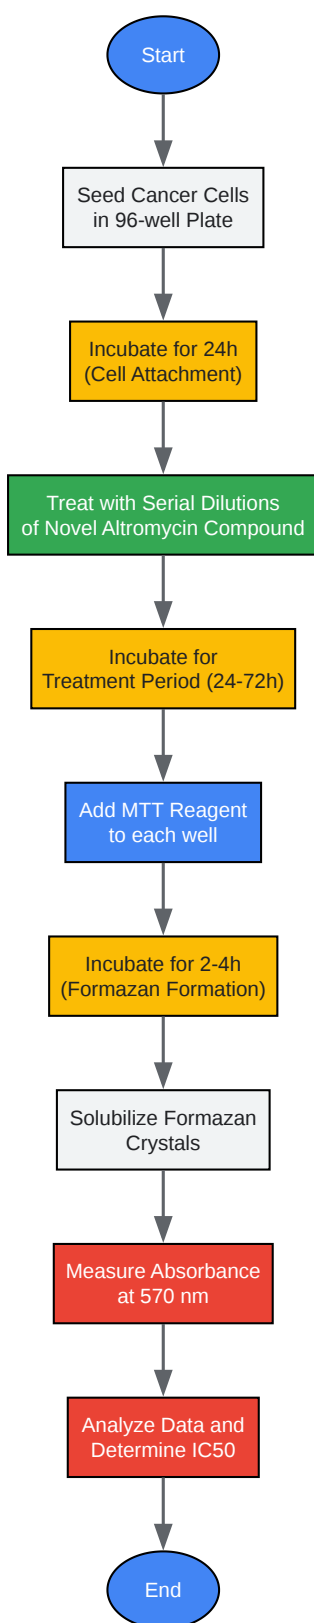 Start
Seed Cancer Cells
in 96-well Plate
Incubate for 24h
(Cell Attachment)
Treat with Serial Dilutions
of Novel Altromycin Compound
Incubate for
Treatment Period (24-72h)
Add MTT Reagent
to each well
Incubate for 2-4h
(Formazan Formation)
Solubilize Formazan
Crystals
Measure Absorbance
at 570 nm
Analyze Data and
Determine IC50
End